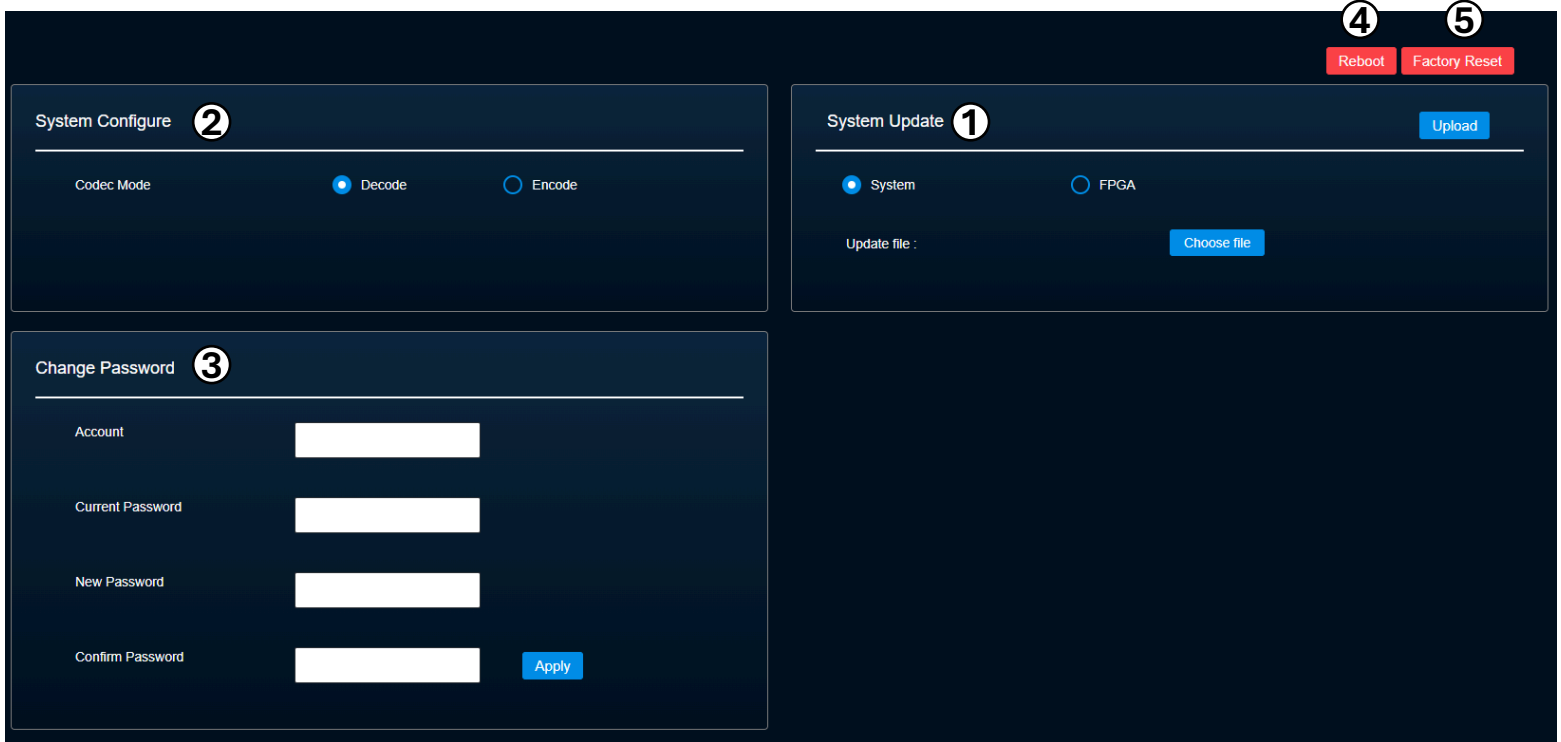 ④ ⑤
Reboot Factory Reset
System Configure ②
Codec Mode Decode Encode
System Update ① Upload
System FPGA
Update file : Choose file
Change Password ③
Account
Current Password
New Password
Confirm Password Apply